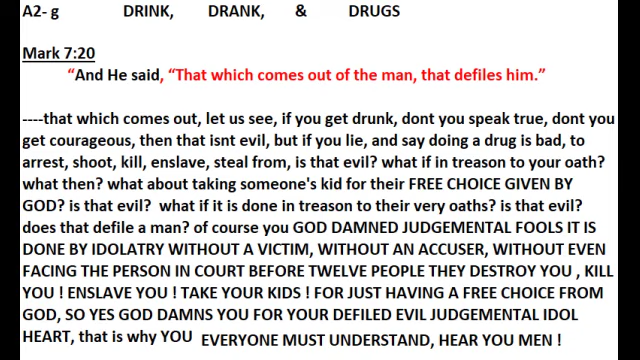 A2- g DRINK, DRANK, & DRUGS
Mark 7:20
“And He said, “That which comes out of the man, that defiles him.”
----that which comes out, let us see, if you get drunk, dont you speak true, dont you
get courageous, then that isnt evil, but if you lie, and say doing a drug is bad, to
arrest, shoot, kill, enslave, steal from, is that evil? what if in treason to your oath?
what then? what about taking someone's kid for their FREE CHOICE GIVEN BY
GOD? is that evil? what if it is done in treason to their very oaths? is that evil?
does that defile a man? of course you GOD DAMNED JUDGEMENTAL FOOLS IT IS
DONE BY IDOLATRY WITHOUT A VICTIM, WITHOUT AN ACCUSER, WITHOUT EVEN
FACING THE PERSON IN COURT BEFORE TWELVE PEOPLE THEY DESTROY YOU , KILL
YOU ! ENSLAVE YOU ! TAKE YOUR KIDS ! FOR JUST HAVING A FREE CHOICE FROM
GOD, SO YES GOD DAMNS YOU FOR YOUR DEFILED EVIL JUDGEMENTAL IDOL
HEART, that is why YOU EVERYONE MUST UNDERSTAND, HEAR YOU MEN !